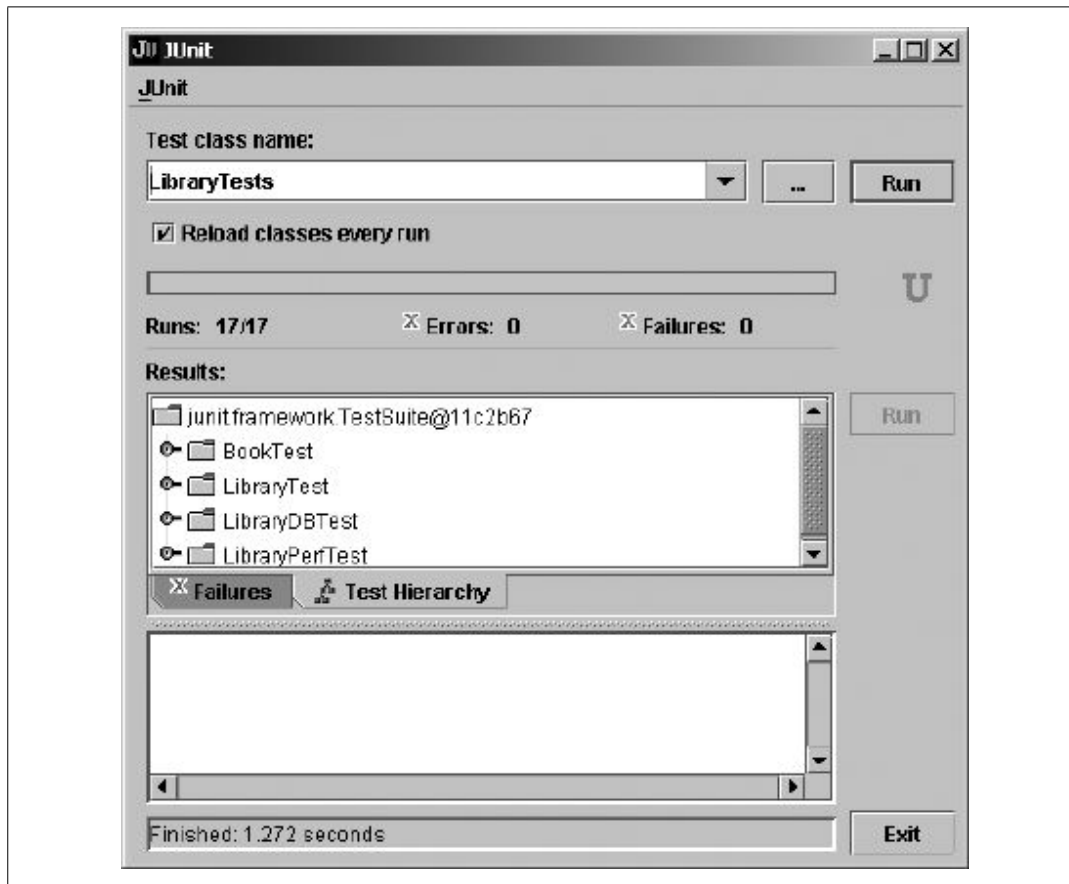 JU JUnit
JUnit
Test class name:
LibraryTests
...
Run
Reload classes every run
U
Runs: 17/17 X Errors: 0 X Failures: 0
Results:
junit.framework.TestSuite@11c2b67
Run
BookTest
LibraryTest
LibraryDBTest
LibraryPerfTest
X Failures Test Hierarchy
Finished: 1.272 seconds
Exit